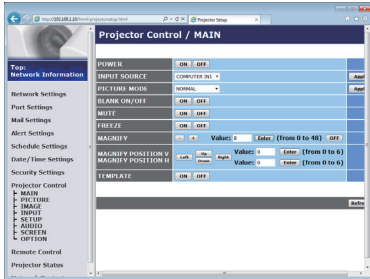 http://192.168.1.10/html/projectorsetup.html
Projector Setup
Projector Control / MAIN
Top:
Network Information
Network Settings
Port Settings
Mail Settings
Alert Settings
Schedule Settings
Date/Time Settings
Security Settings
Projector Control
MAIN
PICTURE
IMAGE
INPUT
SETUP
AUDIO
SCREEN
OPTION
Remote Control
Projector Status
POWER ON OFF
INPUT SOURCE COMPUTER IN1 Appl
PICTURE MODE NORMAL Appl
BLANK ON/OFF ON OFF
MUTE ON OFF
FREEZE ON OFF
MAGNIFY - + Value: 0 Enter (from 0 to 48) OFF
MAGNIFY POSITION V
MAGNIFY POSITION H
Left Up Down Right
Value: 0 Enter (from 0 to 6)
Value: 0 Enter (from 0 to 6)
TEMPLATE ON OFF
Refre